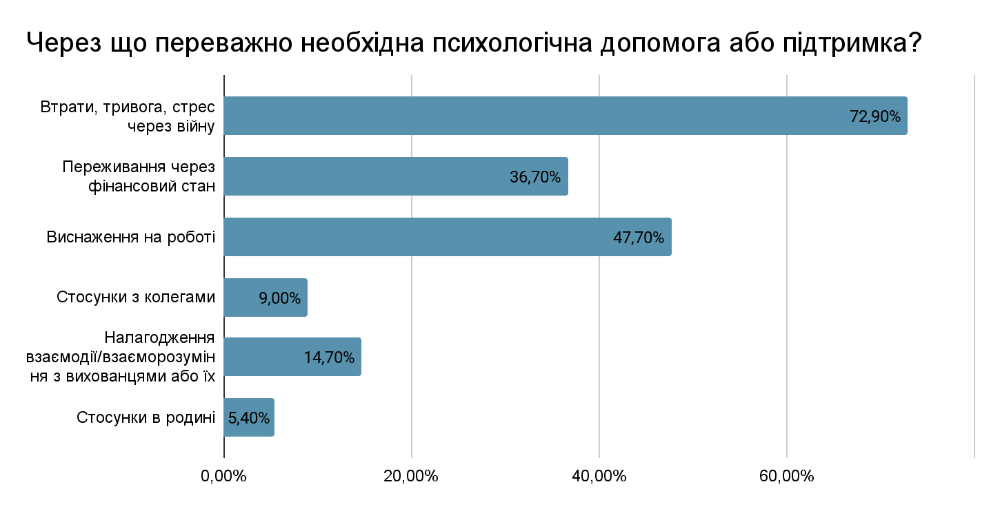 Через що переважно необхідна психологічна допомога або підтримка?
Втрати, тривога, стрес
через війну
72,90%
Переживання через
фінансовий стан
36,70%
Виснаження на роботі
47,70%
Стосунки з колегами
9,00%
Налагодження
взаємодії/взаєморозумін
ня з вихованцями або їх
14,70%
Стосунки в родині
5,40%
0,00%
20,00%
40,00%
60,00%